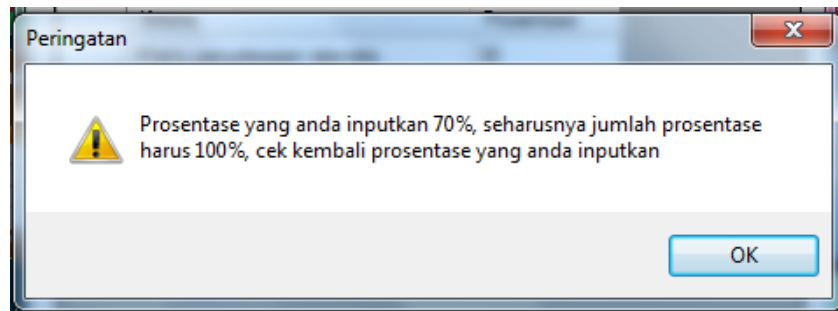 Peringatan
Prosentase yang anda inputkan 70%, seharusnya jumlah prosentase
harus 100%, cek kembali prosentase yang anda inputkan
OK